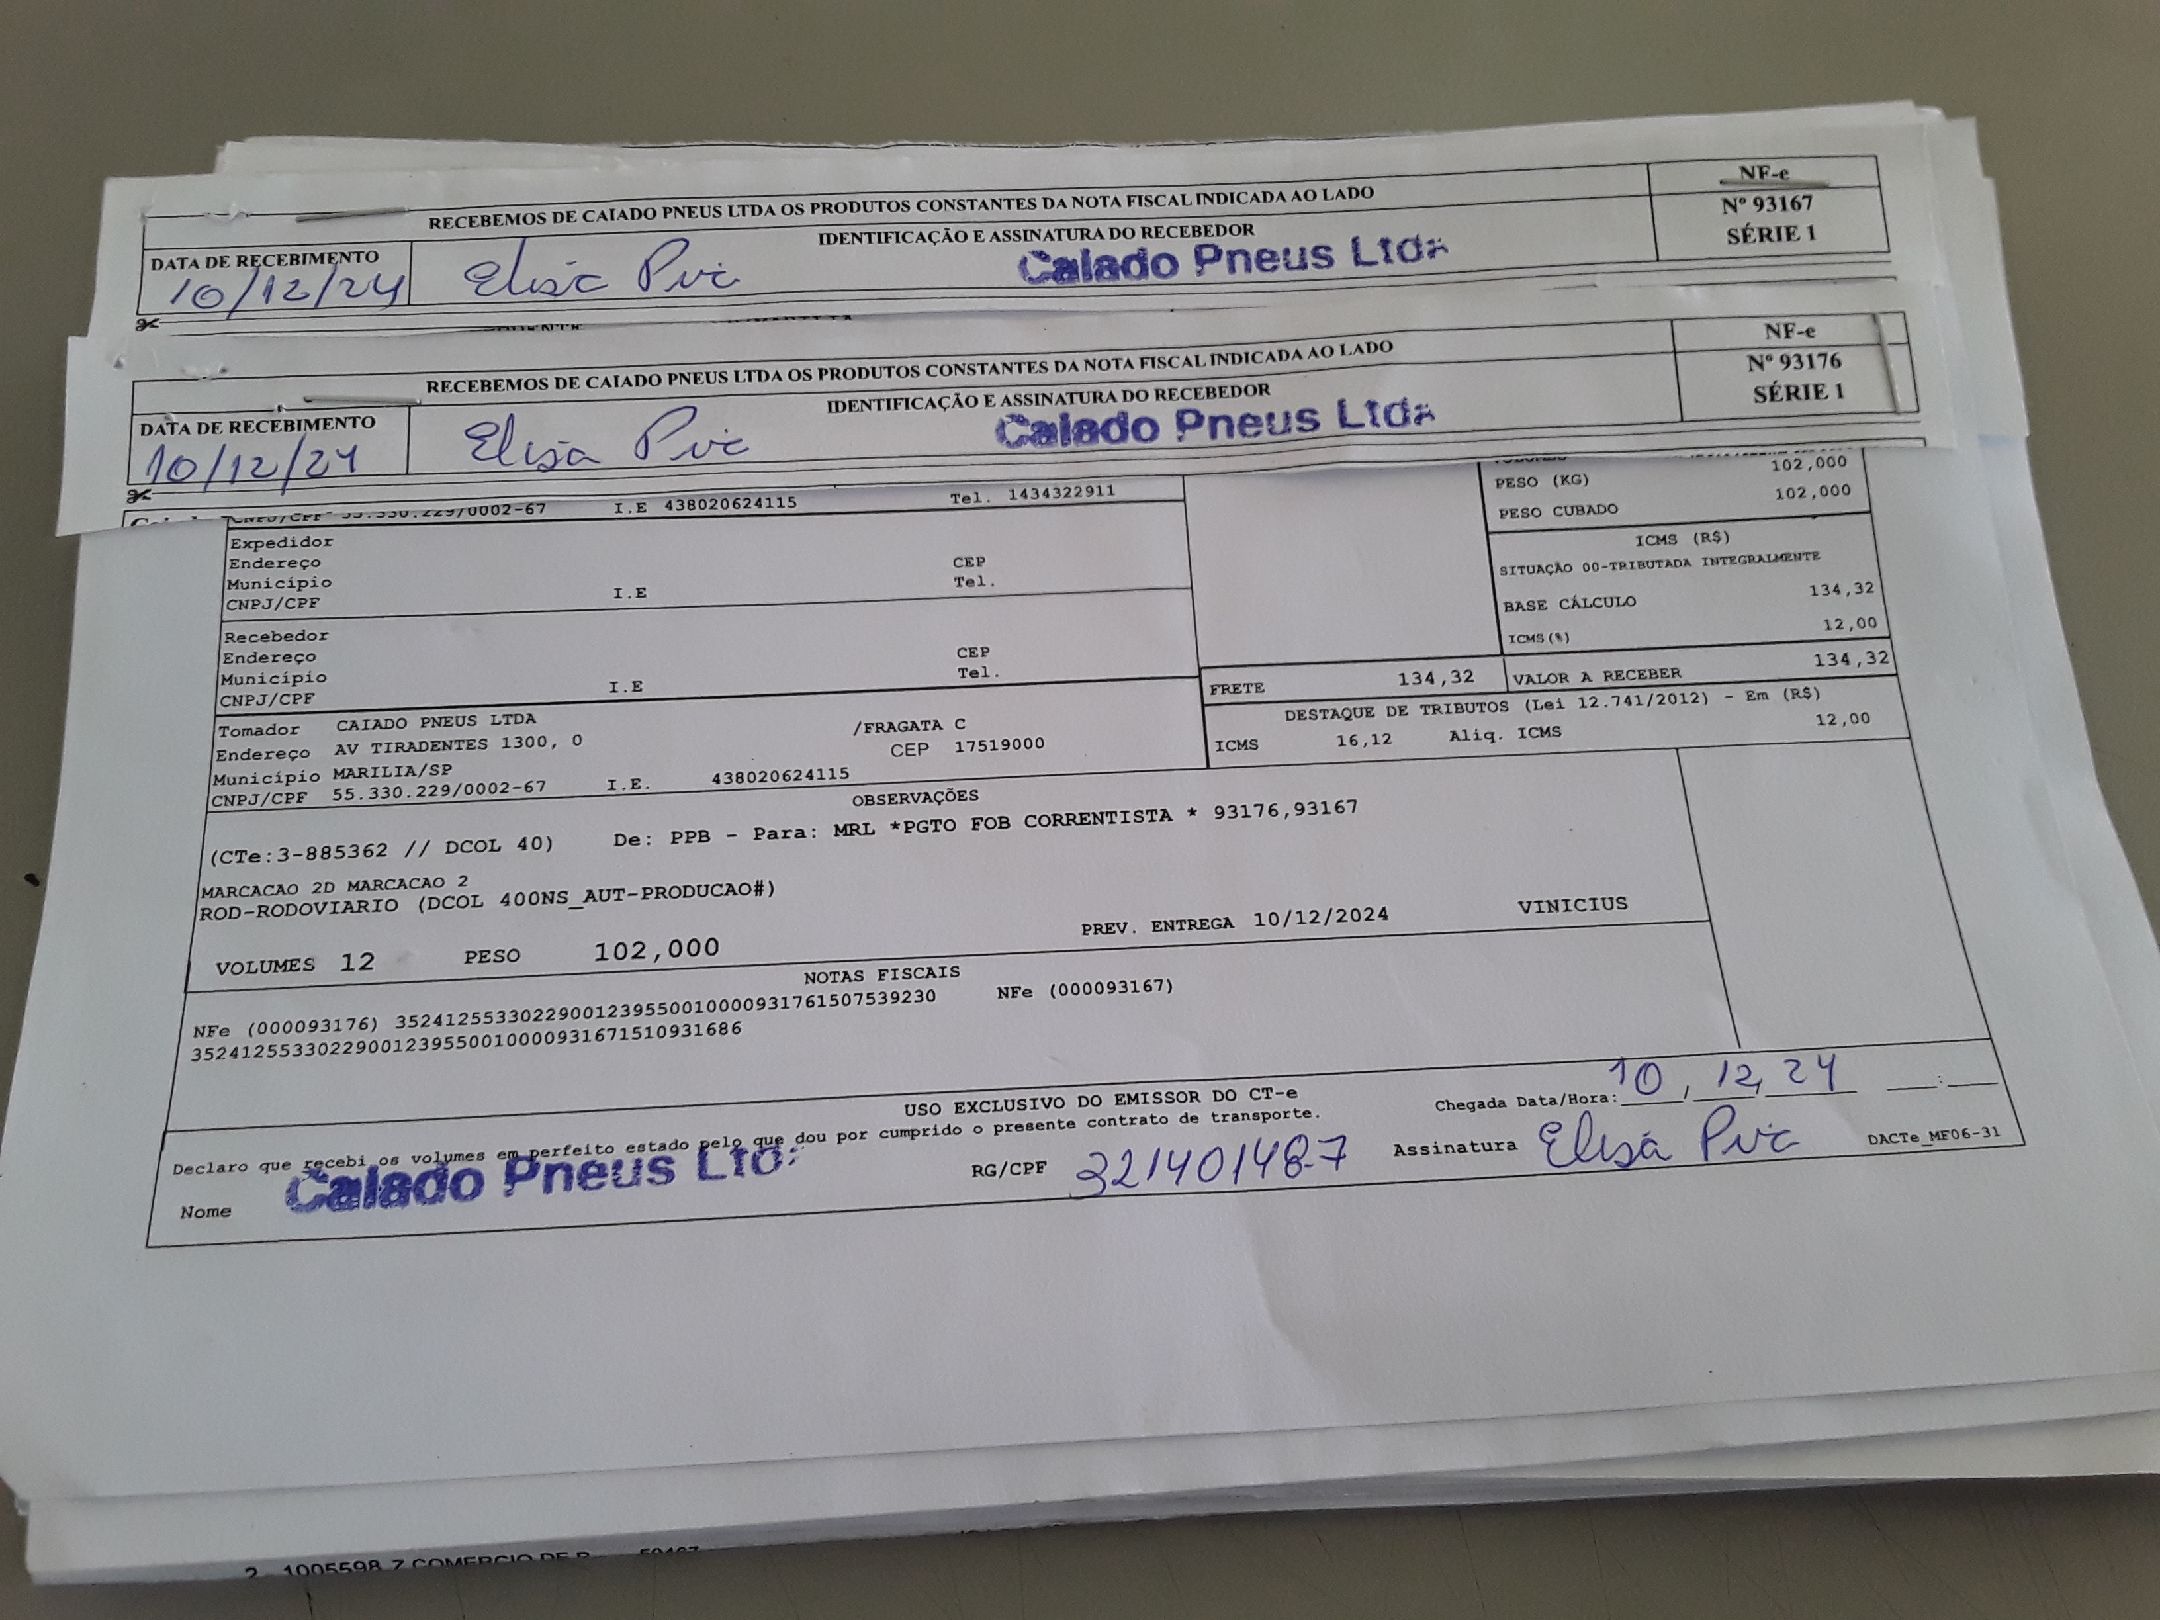 RECEBEMOS DE CAIADO PNEUS LTDA OS PRODUTOS CONSTANTES DA NOTA FISCAL INDICADA AO LADO
NF-e
Nº 93167
SÉRIE 1
DATA DE RECEBIMENTO
IDENTIFICAÇÃO E ASSINATURA DO RECEBEDOR
10/12/24
Elisa
Caiado Pneus Ltda
RECEBEMOS DE CAIADO PNEUS LTDA OS PRODUTOS CONSTANTES DA NOTA FISCAL INDICADA AO LADO
NF-e
Nº 93176
SÉRIE 1
DATA DE RECEBIMENTO
IDENTIFICAÇÃO E ASSINATURA DO RECEBEDOR
10/12/24
Elisa
Caiado Pneus Ltda
CNPJ/CPF 55.330.229/0002-67 I.E 438020624115 Tel. 1434322911
102,000
PESO (KG)
102,000
PESO CUBADO
Expedidor
Endereço CEP
Município Tel.
CNPJ/CPF I.E
ICMS (R$)
SITUAÇÃO 00-TRIBUTADA INTEGRALMENTE
BASE CÁLCULO 134,32
ICMS(%) 12,00
Recebedor
Endereço CEP
Município Tel.
CNPJ/CPF I.E
FRETE 134,32 VALOR A RECEBER 134,32
DESTAQUE DE TRIBUTOS (Lei 12.741/2012) - Em (R$)
ICMS 16,12 Aliq. ICMS 12,00
Tomador CAIADO PNEUS LTDA
Endereço AV TIRADENTES 1300, 0 /FRAGATA C
Município MARILIA/SP CEP 17519000
CNPJ/CPF 55.330.229/0002-67 I.E. 438020624115
OBSERVAÇÕES
(CTe:3-885362 // DCOL 40) De: PPB - Para: MRL *PGTO FOB CORRENTISTA * 93176,93167
MARCACAO 2D MARCACAO 2
ROD-RODOVIARIO (DCOL 400NS_AUT-PRODUCAO#)
VOLUMES 12 PESO 102,000 PREV. ENTREGA 10/12/2024 VINICIUS
NOTAS FISCAIS
NFe (000093176) 35241255330229001239550010000931761507539230 NFe (000093167)
35241255330229001239550010000931671510931686
USO EXCLUSIVO DO EMISSOR DO CT-e
Declaro que recebi os volumes em perfeito estado pelo que dou por cumprido o presente contrato de transporte.
Chegada Data/Hora: 10/12/24
Nome Caiado Pneus Ltda RG/CPF 32140148-7 Assinatura Elisa
DACTe_MF06-31
2 1005598 Z COMERCIO DE